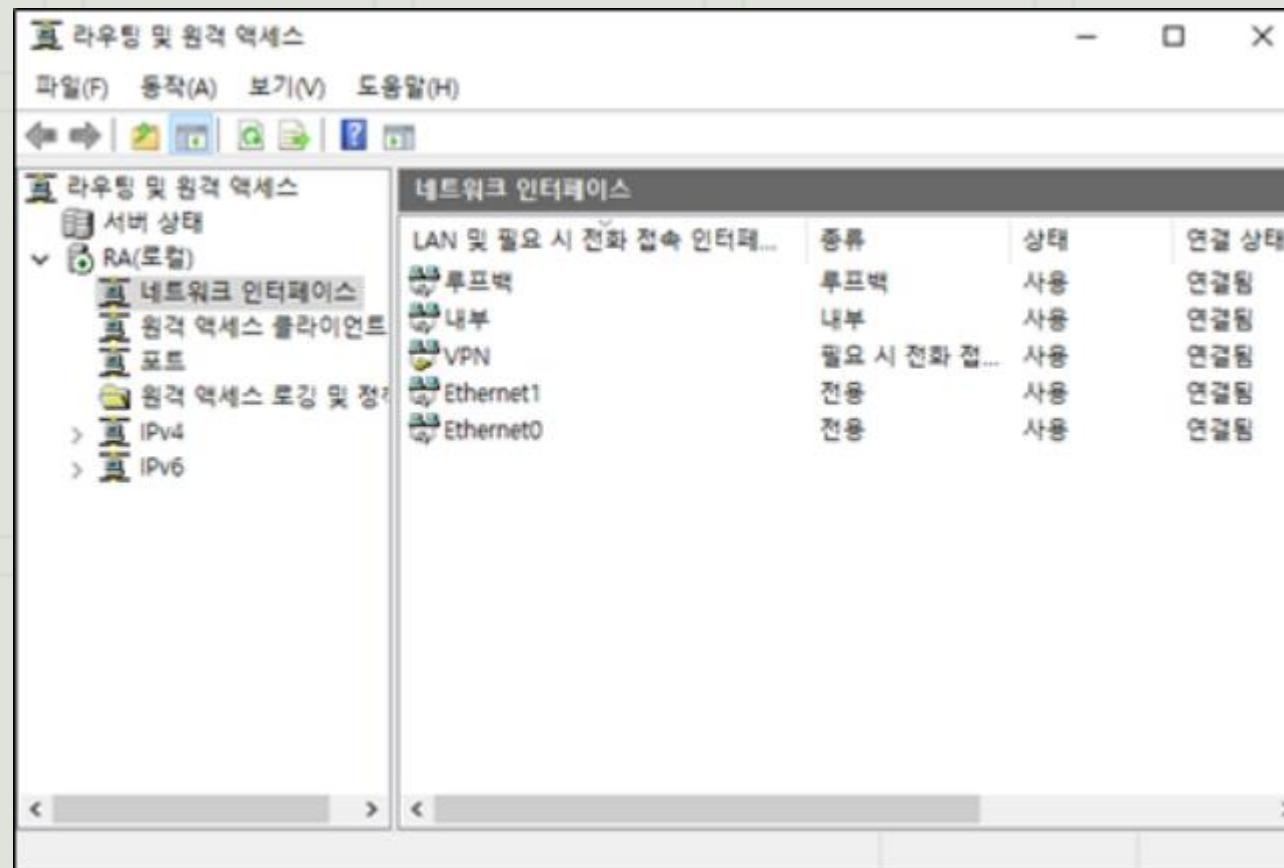 라우팅 및 원격 액세스
파일(F) 동작(A) 보기(V) 도움말(H)
라우팅 및 원격 액세스
서버 상태
RA(로컬)
네트워크 인터페이스
원격 액세스 클라이언트
포트
원격 액세스 로깅 및 정책
IPv4
IPv6
네트워크 인터페이스
LAN 및 필요 시 전화 접속 인터페... 종류 상태 연결 상태
루프백 루프백 사용 연결됨
내부 내부 사용 연결됨
VPN 필요 시 전화 접... 사용 연결됨
Ethernet1 전용 사용 연결됨
Ethernet0 전용 사용 연결됨